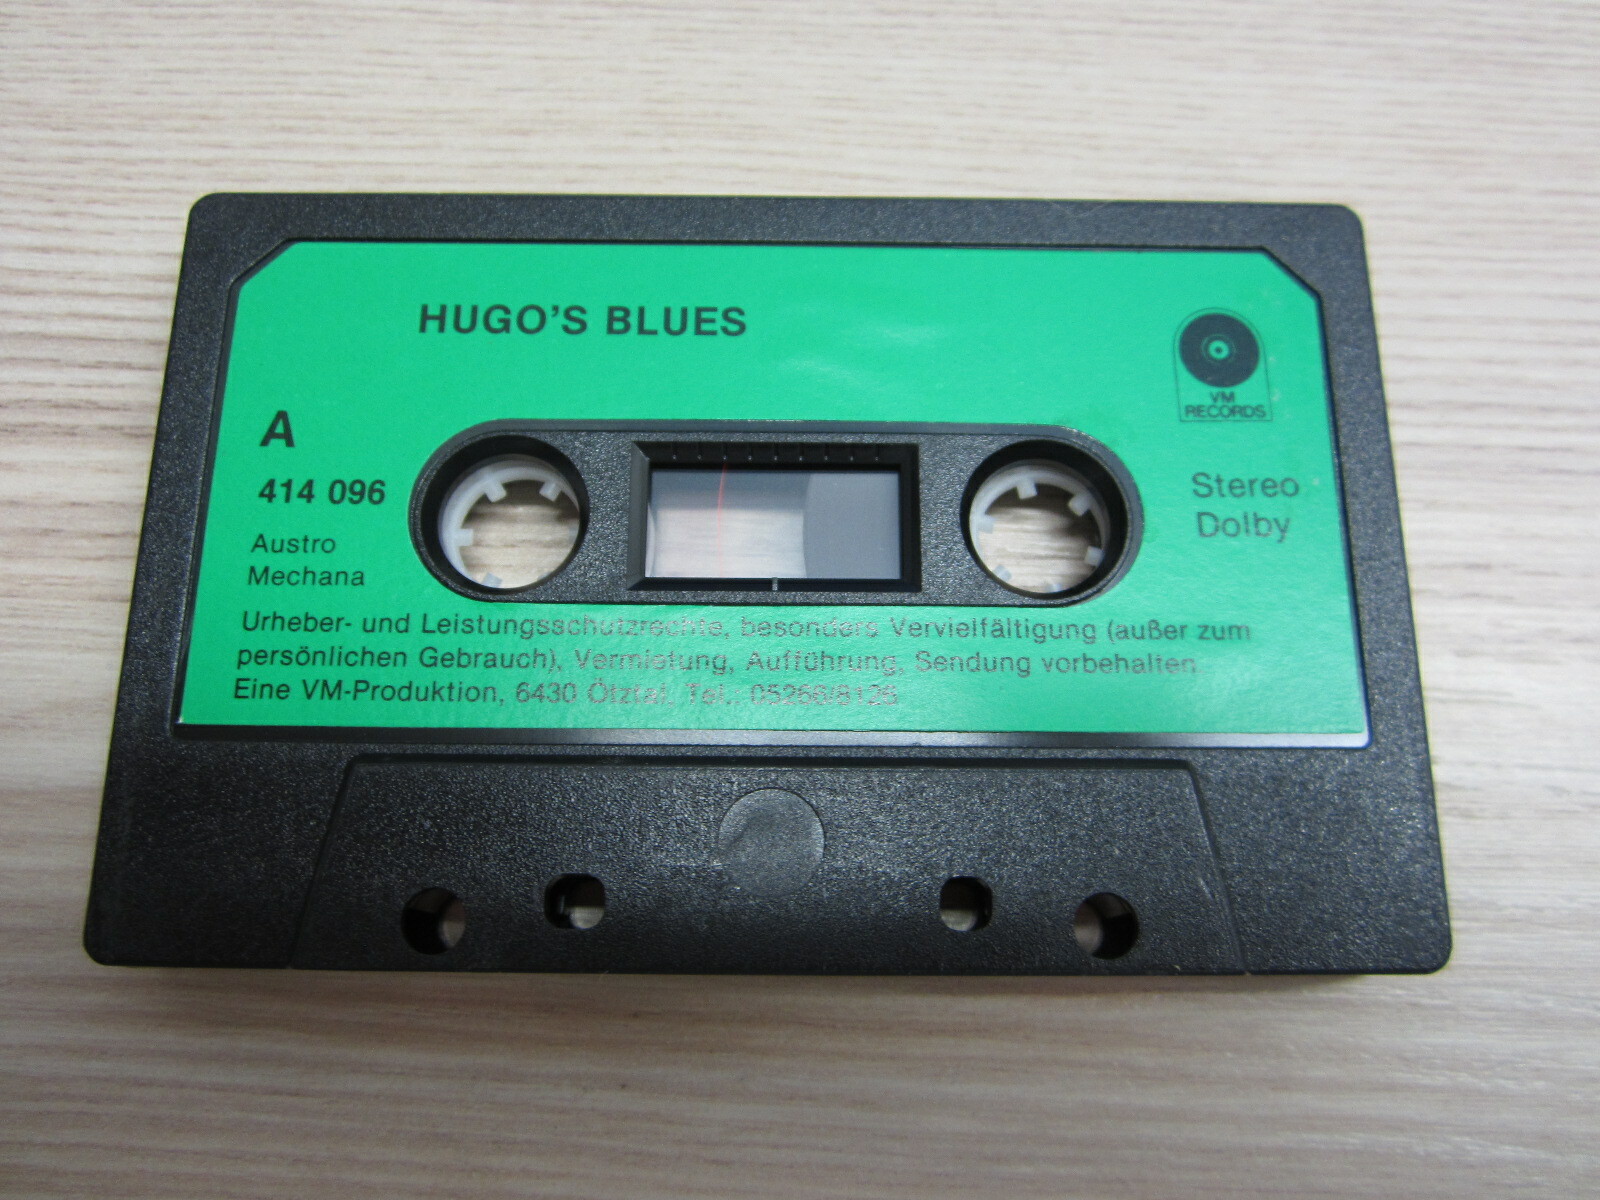 HUGO'S BLUES
VM
RECORDS
A
414 096
Stereo
Dolby
Austro
Mechana
Urheber- und Leistungsschutzrechte, besonders Vervielfältigung (außer zum
persönlichen Gebrauch), Vermietung, Aufführung, Sendung vorbehalten
Eine VM-Produktion, 6430 Ötztal, Tel.: 05266/8126